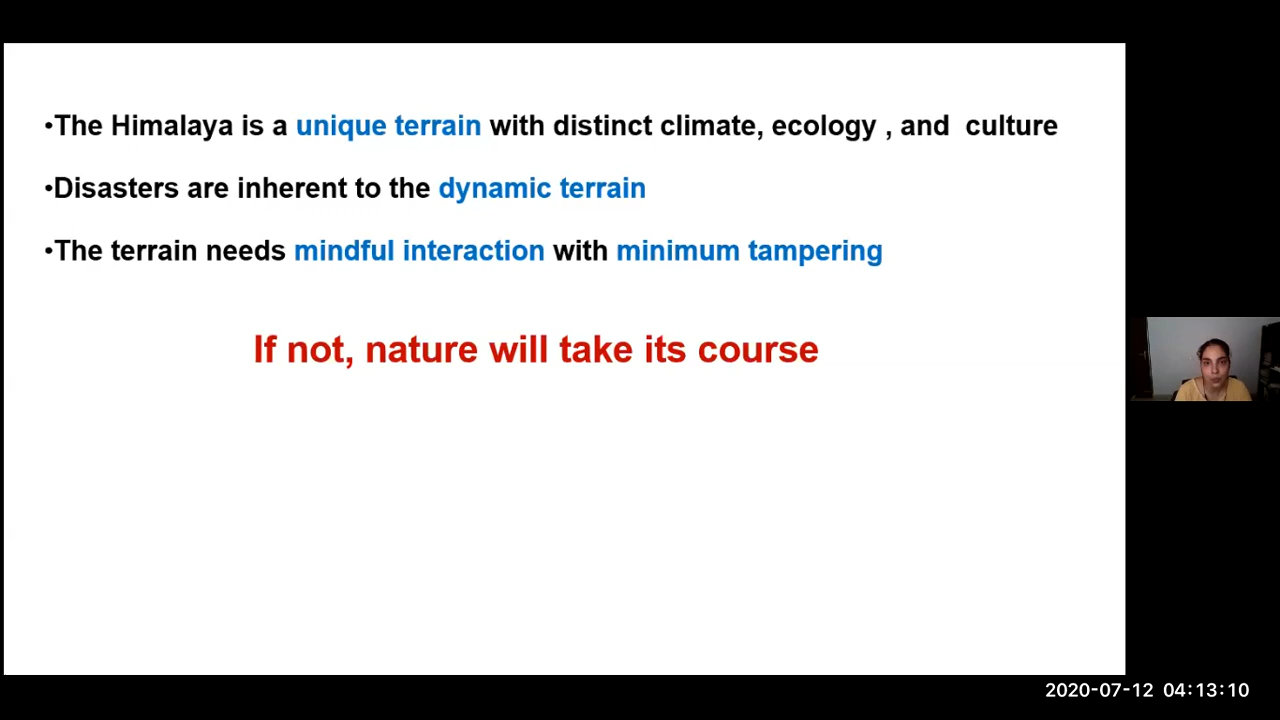 •The Himalaya is a unique terrain with distinct climate, ecology , and  culture
•Disasters are inherent to the dynamic terrain
•The terrain needs mindful interaction with minimum tampering
If not, nature will take its course
2020-07-12 04:13:10